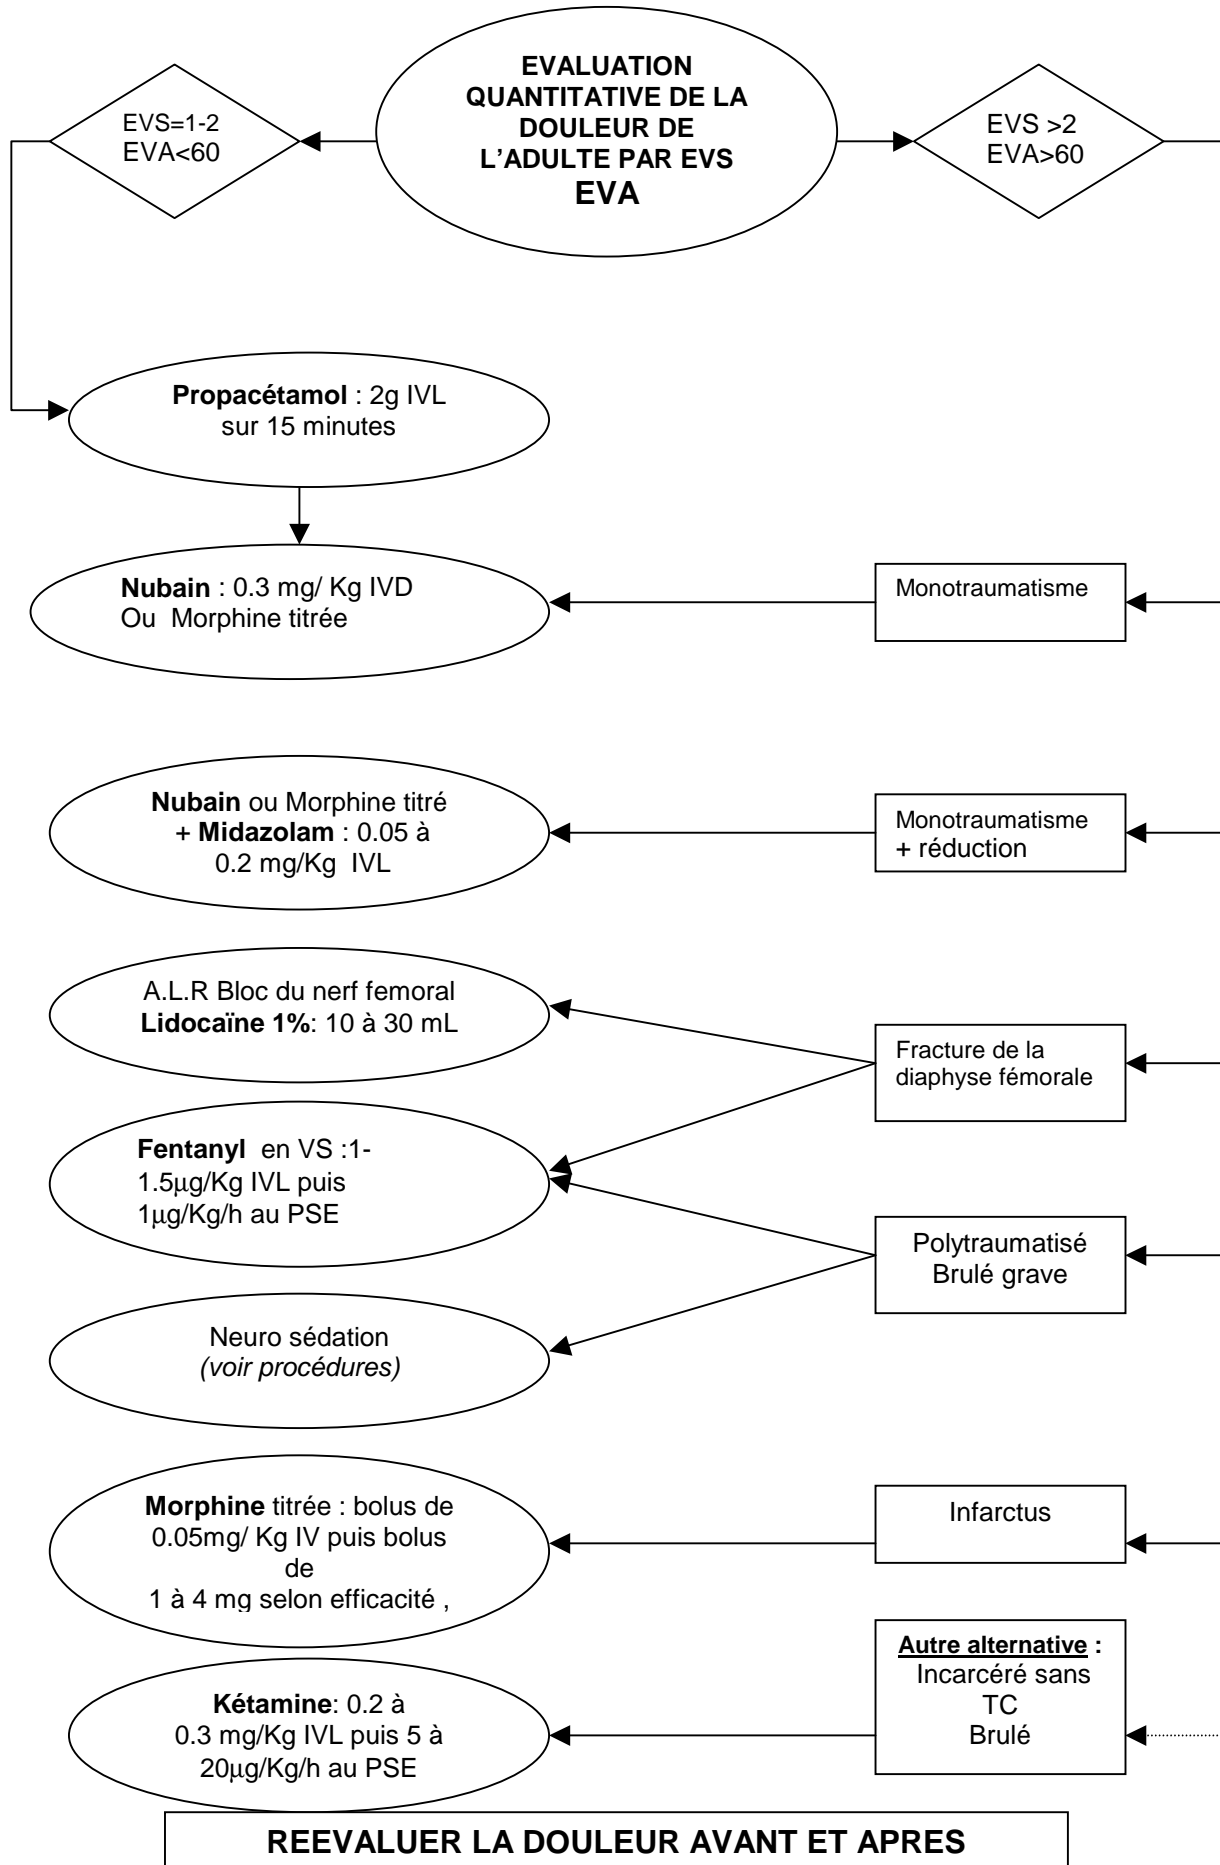 EVALUATION
QUANTITATIVE DE LA
DOULEUR DE
L'ADULTE PAR EVS
EVA
EVS=1-2
EVA<60
EVS >2
EVA>60
Propacétamol : 2g IVL
sur 15 minutes
Nubain : 0.3 mg/ Kg IVD
Ou Morphine titrée
Monotraumatisme
Nubain ou Morphine titré
+ Midazolam : 0.05 à
0.2 mg/Kg IVL
Monotraumatisme
+ réduction
A.L.R Bloc du nerf femoral
Lidocaïne 1%: 10 à 30 mL
Fracture de la
diaphyse fémorale
Fentanyl en VS :1-
1.5µg/Kg IVL puis
1µg/Kg/h au PSE
Polytraumatisé
Brulé grave
Neuro sédation
(voir procédures)
Morphine titrée : bolus de
0.05mg/ Kg IV puis bolus
de
1 à 4 mg selon efficacité ,
Infarctus
Autre alternative :
Incarcéré sans
TC
Brulé
Kétamine: 0.2 à
0.3 mg/Kg IVL puis 5 à
20µg/Kg/h au PSE
REEVALUER LA DOULEUR AVANT ET APRES